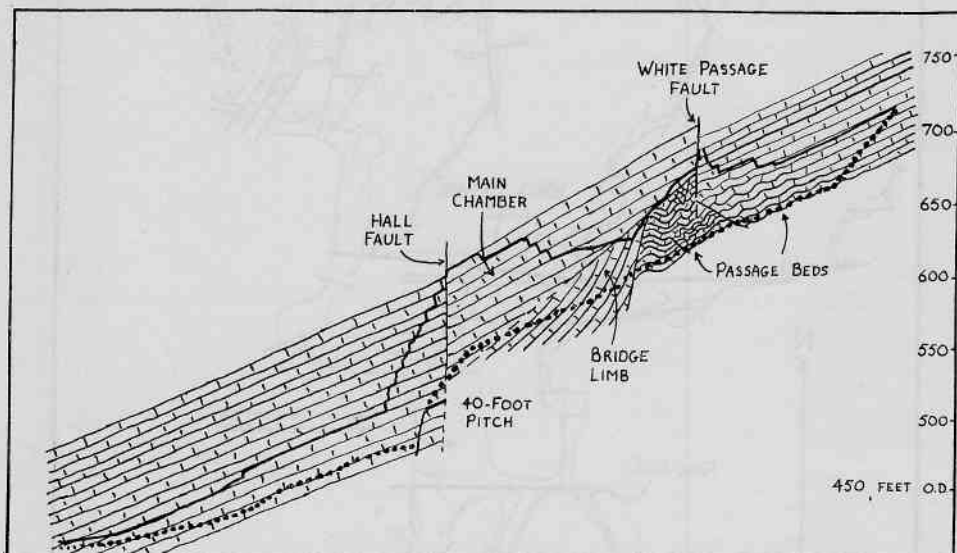 750
WHITE PASSAGE
FAULT
700
MAIN
CHAMBER
650
HALL
FAULT
PASSAGE BEDS
600
BRIDGE
LIMB
550
40-FOOT
PITCH
500
450 FEET O.D.